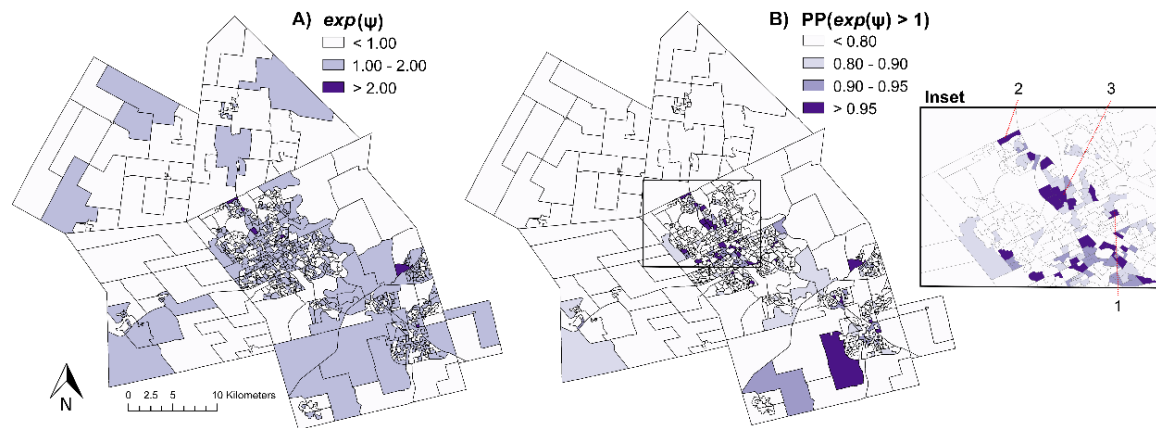 A) exp(ψ)
< 1.00
1.00 - 2.00
> 2.00
B) PP(exp(ψ) > 1)
< 0.80
0.80 - 0.90
0.90 - 0.95
> 0.95
Inset
2
3
1
N
0 2.5 5 10 Kilometers